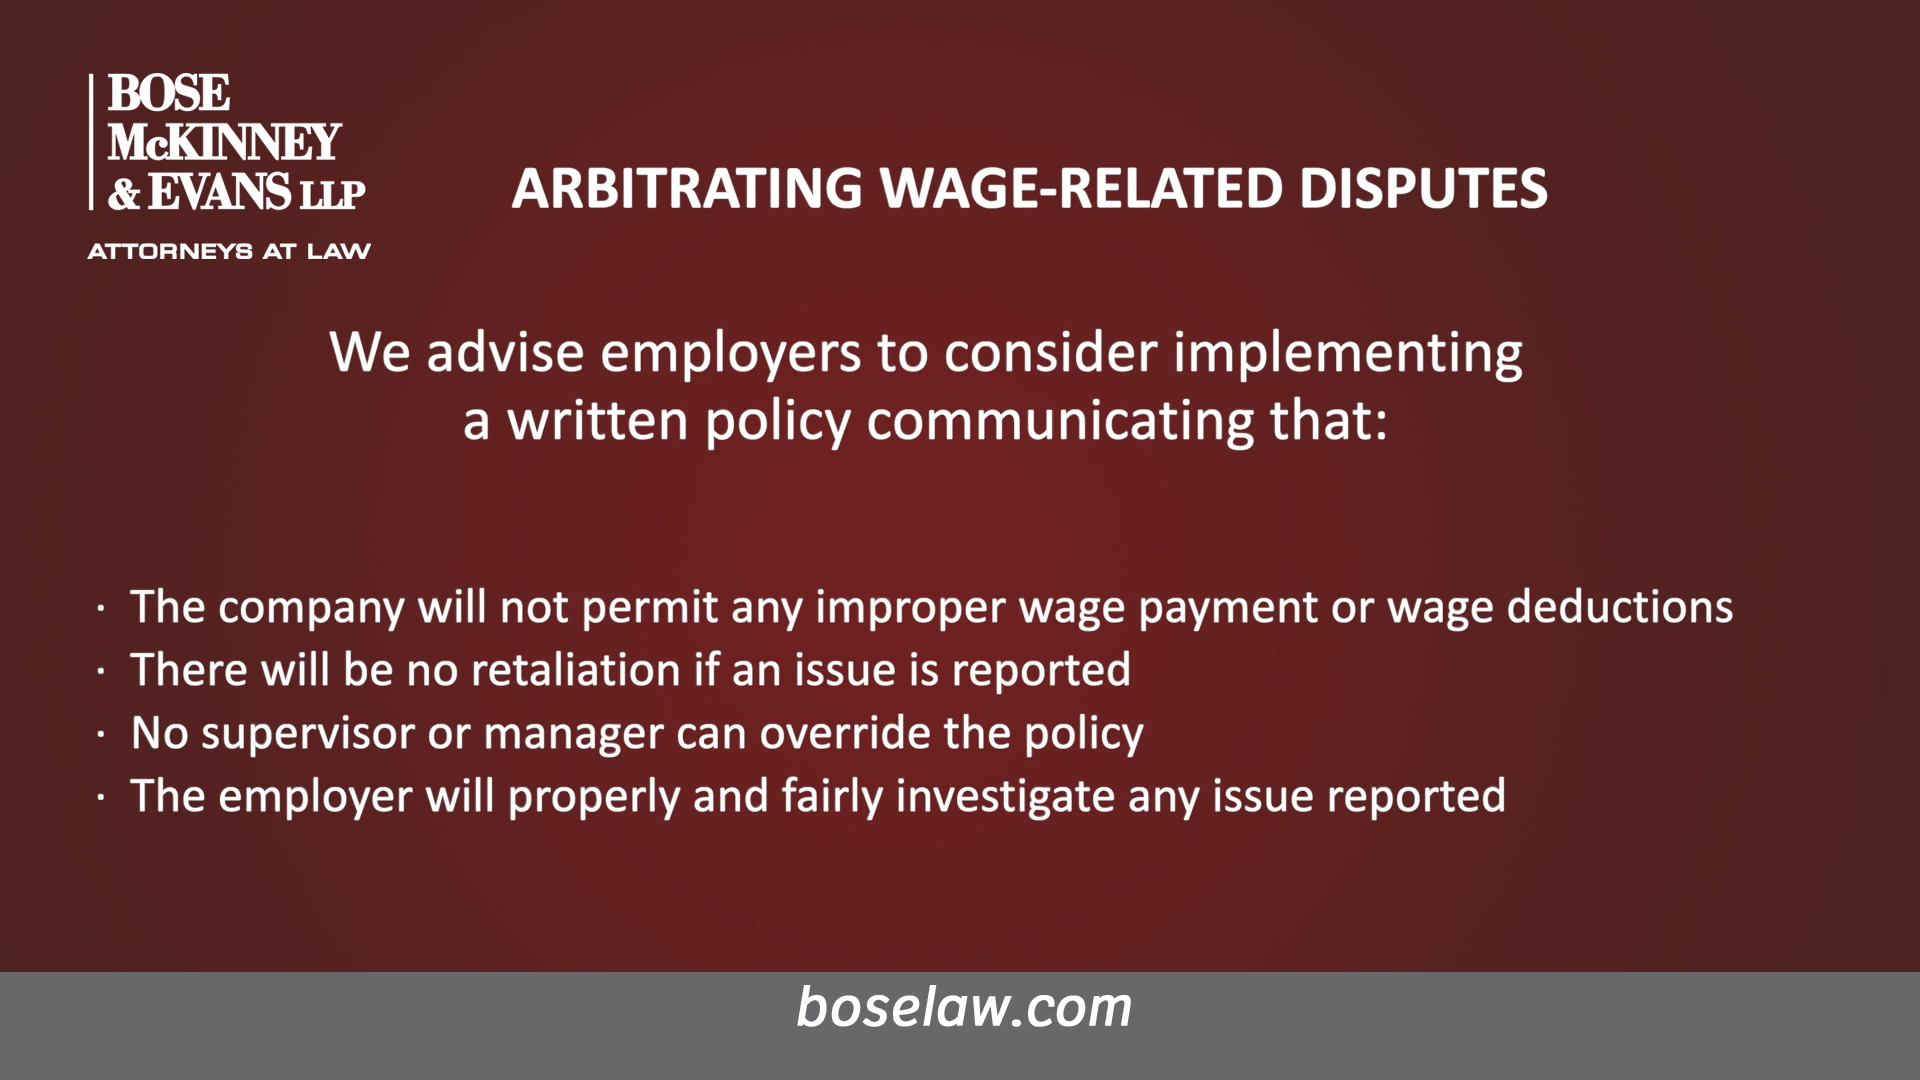 BOSE
McKINNEY
& EVANS LLP
ATTORNEYS AT LAW
ARBITRATING WAGE-RELATED DISPUTES
We advise employers to consider implementing
a written policy communicating that:
· The company will not permit any improper wage payment or wage deductions
· There will be no retaliation if an issue is reported
· No supervisor or manager can override the policy
· The employer will properly and fairly investigate any issue reported
boselaw.com